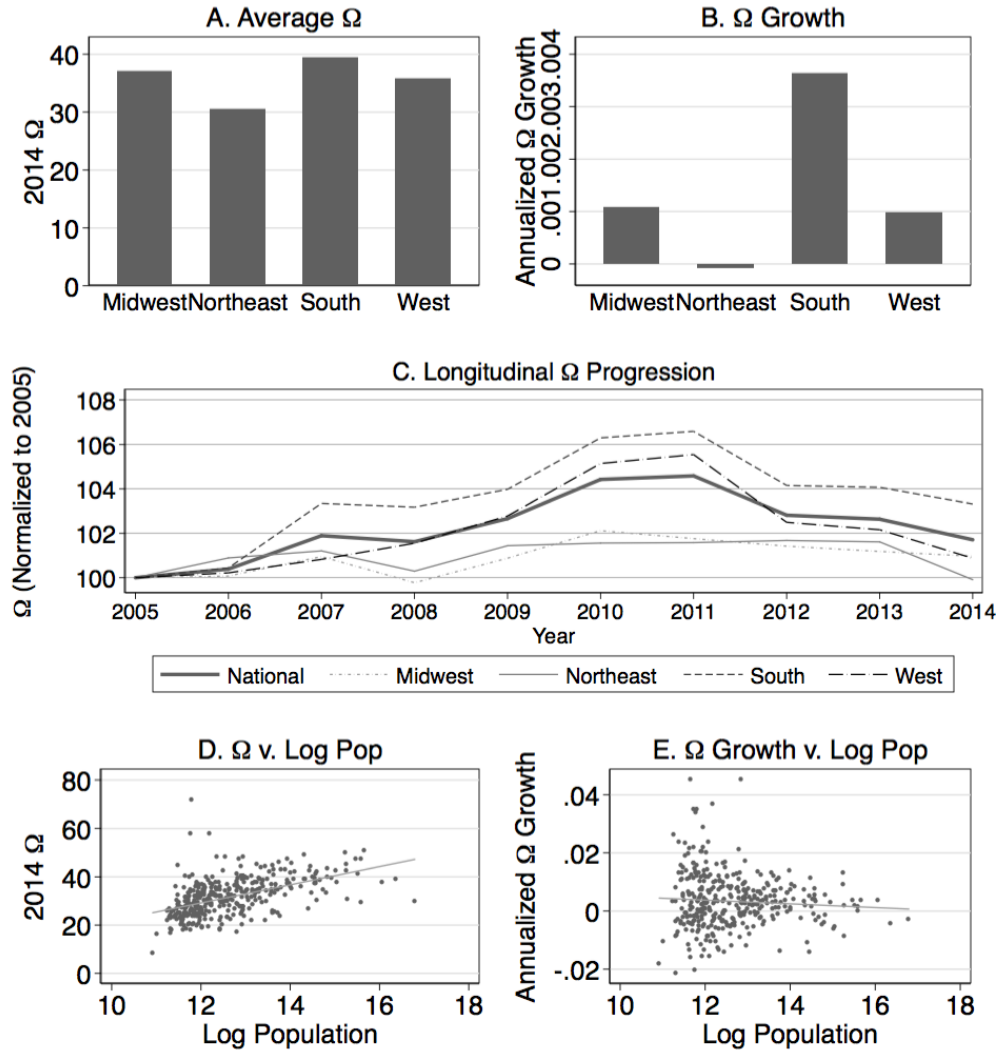 A. Average Ω
2014 Ω
40
30
20
10
0
Midwest Northeast South West
B. Ω Growth
Annualized Ω Growth
.004
.003
.002
.001
0
Midwest Northeast South West
C. Longitudinal Ω Progression
Ω (Normalized to 2005)
108
106
104
102
100
2005 2006 2007 2008 2009 2010 2011 2012 2013 2014
Year
National Midwest Northeast South West
D. Ω v. Log Pop
2014 Ω
80
60
40
20
0
10 12 14 16 18
Log Population
E. Ω Growth v. Log Pop
Annualized Ω Growth
.04
.02
0
-.02
10 12 14 16 18
Log Population